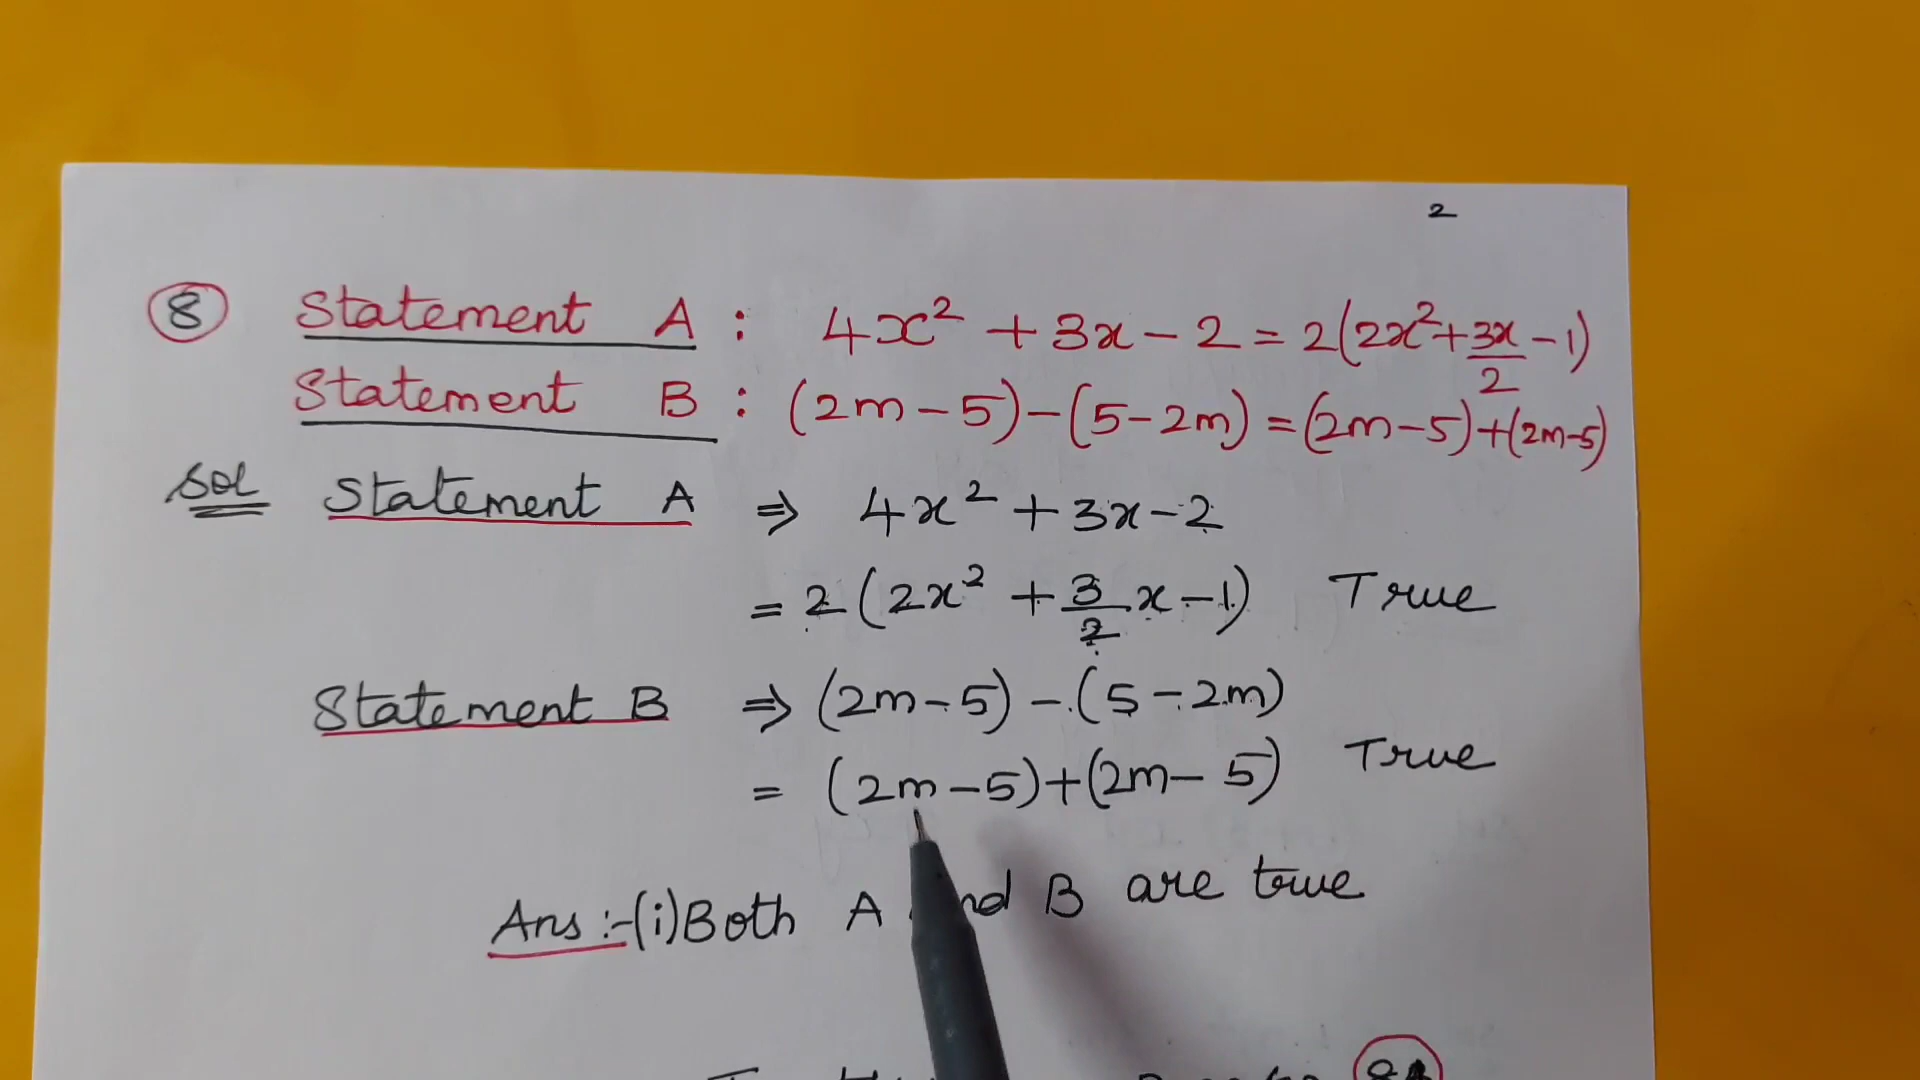 2
⑧ Statement A : 4x² + 3x - 2 = 2(2x² + 3x/2 - 1)
Statement B : (2m - 5) - (5 - 2m) = (2m - 5) + (2m - 5)
Sol Statement A ⇒ 4x² + 3x - 2
= 2(2x² + 3/2 x - 1) True
Statement B ⇒ (2m - 5) - (5 - 2m)
= (2m - 5) + (2m - 5) True
Ans :- (i) Both A and B are true